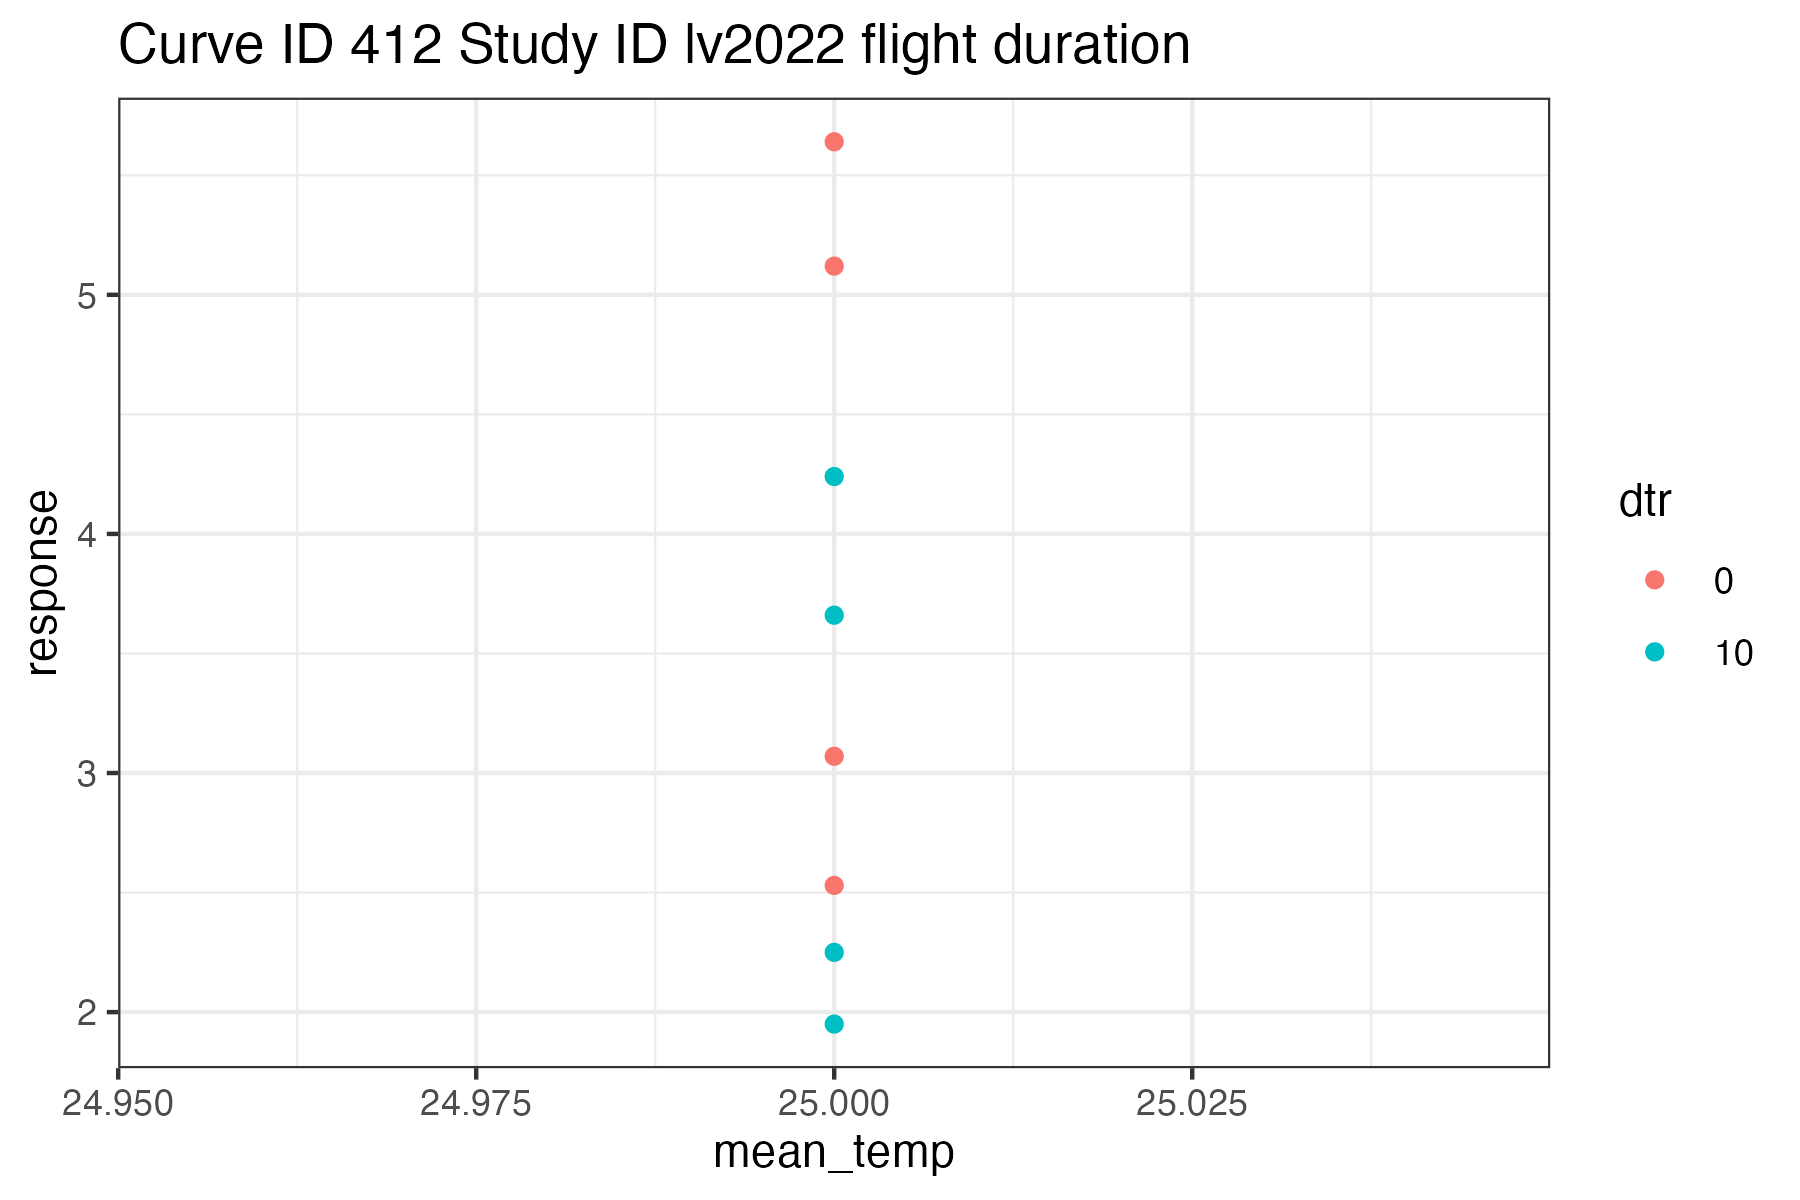 Curve ID 412 Study ID lv2022 flight duration
response
5
4
3
2
24.950 24.975 25.000 25.025
mean_temp
dtr
0
10